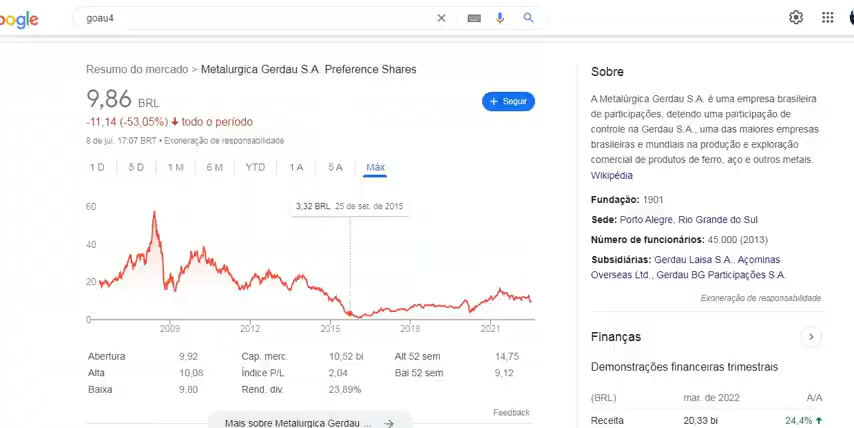 oogle
goau4
Resumo do mercado > Metalurgica Gerdau S.A. Preference Shares
9,86 BRL
+ Seguir
-11,14 (-53,05%) ↓ todo o período
8 de jul. 17:07 BRT • Exoneração de responsabilidade
1 D 5 D 1 M 6 M YTD 1 A 5 A Máx
3,32 BRL 25 de set. de 2015
60
40
20
0
2009 2012 2015 2018 2021
Abertura 9,92 Cap. merc. 10,52 bi Alt 52 sem 14,75
Alta 10,08 Índice P/L 2,04 Bai 52 sem 9,12
Baixa 9,80 Rend. div. 23,89%
Feedback
Mais sobre Metalurgica Gerdau ... →
Sobre
A Metalúrgica Gerdau S.A. é uma empresa brasileira
de participações, detendo uma participação de
controle na Gerdau S.A., uma das maiores empresas
brasileiras e mundiais na produção e exploração
comercial de produtos de ferro, aço e outros metais.
Wikipédia
Fundação: 1901
Sede: Porto Alegre, Rio Grande do Sul
Número de funcionários: 45.000 (2013)
Subsidiárias: Gerdau Laisa S.A., Açominas
Overseas Ltd., Gerdau BG Participações S.A.
Exoneração de responsabilidade
Finanças
Demonstrações financeiras trimestrais
(BRL) mar. de 2022 A/A
Receita 20,33 bi 24,4% ↑